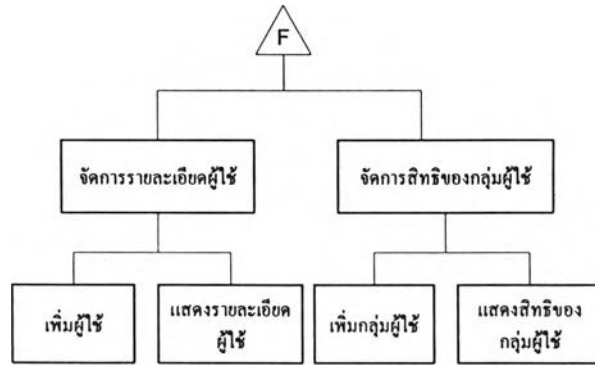 F
จัดการรายละเอียดผู้ใช้
จัดการสิทธิของกลุ่มผู้ใช้
เพิ่มผู้ใช้
แสดงรายละเอียด
ผู้ใช้
เพิ่มกลุ่มผู้ใช้
แสดงสิทธิของ
กลุ่มผู้ใช้